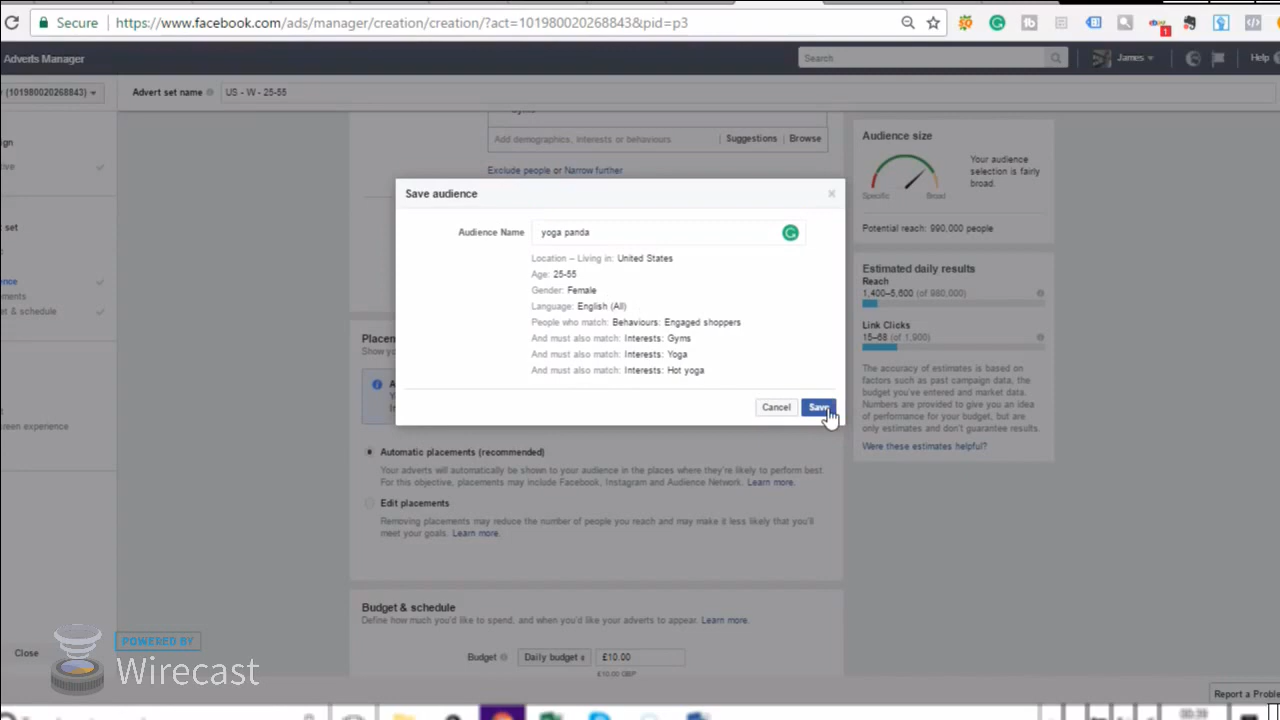 Secure https://www.facebook.com/ads/manager/creation/creation/?act=101980020268843&pid=p3
Adverts Manager
Search
James
Help
(101980020268843)
Advert set name
US - W - 25-55
Add demographics, interests or behaviours
Suggestions
Browse
Exclude people or Narrow further
Audience size
Your audience
selection is fairly
broad.
Specific
Broad
Potential reach: 990,000 people
Save audience
Audience Name
yoga panda
Location – Living in: United States
Age: 25-55
Gender: Female
Language: English (All)
People who match: Behaviours: Engaged shoppers
And must also match: Interests: Gyms
And must also match: Interests: Yoga
And must also match: Interests: Hot yoga
Cancel
Save
Estimated daily results
Reach
1,400–5,600 (of 980,000)
Link Clicks
15–68 (of 1,900)
The accuracy of estimates is based on
factors such as past campaign data, the
budget you've entered and market data.
Numbers are provided to give you an idea
of performance for your budget, but are
only estimates and don't guarantee results.
Were these estimates helpful?
Automatic placements (recommended)
Your adverts will automatically be shown to your audience in the places where they're likely to perform best.
For this objective, placements may include Facebook, Instagram and Audience Network. Learn more.
Edit placements
Removing placements may reduce the number of people you reach and may make it less likely that you'll
meet your goals. Learn more.
Budget & schedule
Define how much you'd like to spend, and when you'd like your adverts to appear. Learn more.
Budget
Daily budget
£10.00
£10.00 GBP
Close
POWERED BY
Wirecast